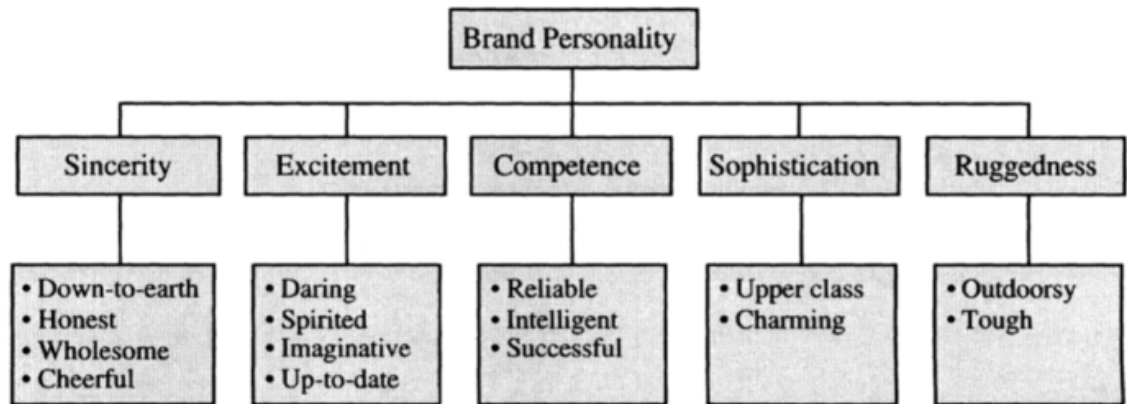 Brand Personality
Sincerity
Excitement
Competence
Sophistication
Ruggedness
• Down-to-earth
• Honest
• Wholesome
• Cheerful
• Daring
• Spirited
• Imaginative
• Up-to-date
• Reliable
• Intelligent
• Successful
• Upper class
• Charming
• Outdoorsy
• Tough